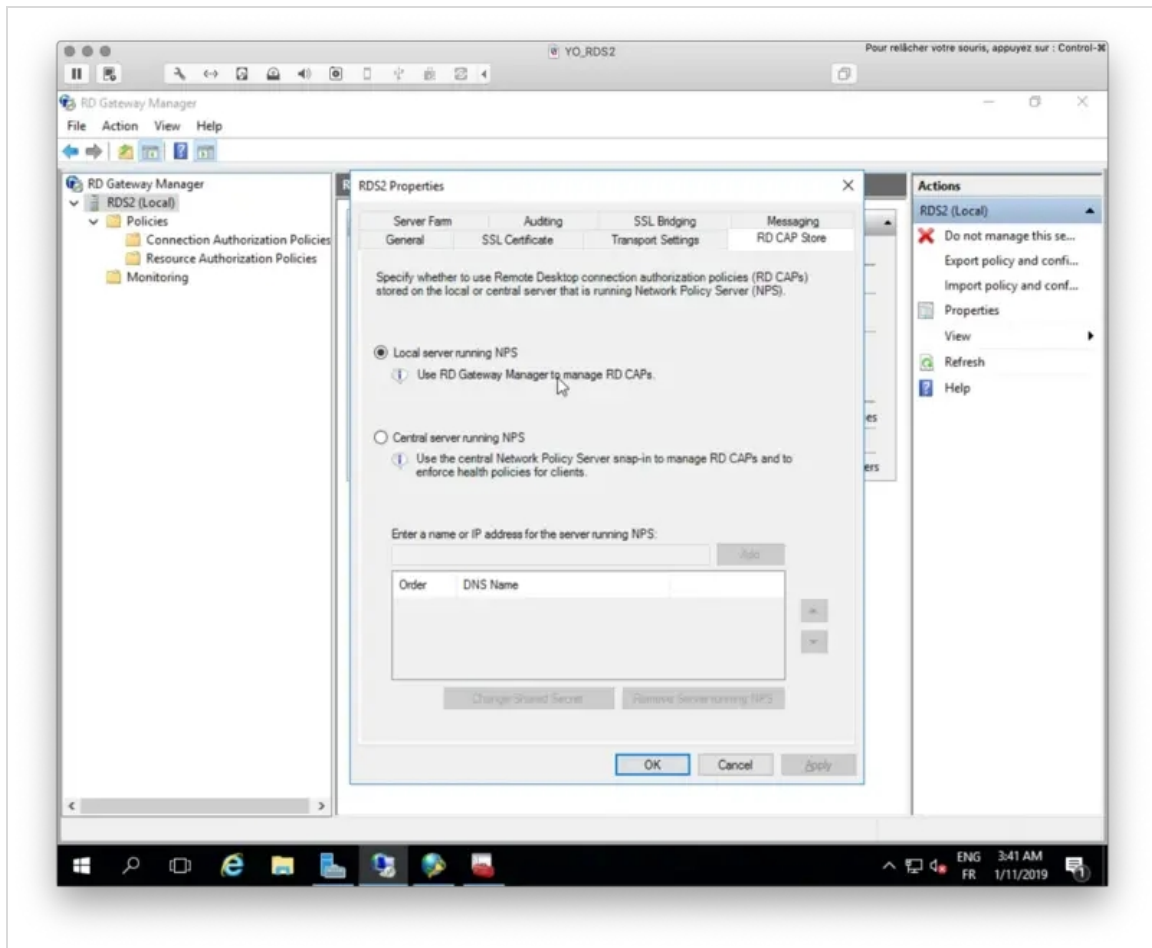 YO_RDS2
Pour relâcher votre souris, appuyez sur : Control-⌘
RD Gateway Manager
File Action View Help
RD Gateway Manager
RDS2 (Local)
Policies
Connection Authorization Policies
Resource Authorization Policies
Monitoring
R
RDS2 Properties
Server Farm Auditing SSL Bridging Messaging
General SSL Certificate Transport Settings RD CAP Store
Specify whether to use Remote Desktop connection authorization policies (RD CAPs)
stored on the local or central server that is running Network Policy Server (NPS).
Local server running NPS
Use RD Gateway Manager to manage RD CAPs.
Central server running NPS
Use the central Network Policy Server snap-in to manage RD CAPs and to
enforce health policies for clients.
Enter a name or IP address for the server running NPS:
Add
Order DNS Name
Change Shared Secret Remove Server running NPS
OK Cancel Apply
es
ers
Actions
RDS2 (Local)
Do not manage this se...
Export policy and confi...
Import policy and conf...
Properties
View
Refresh
Help
ENG 3:41 AM
FR 1/11/2019
1